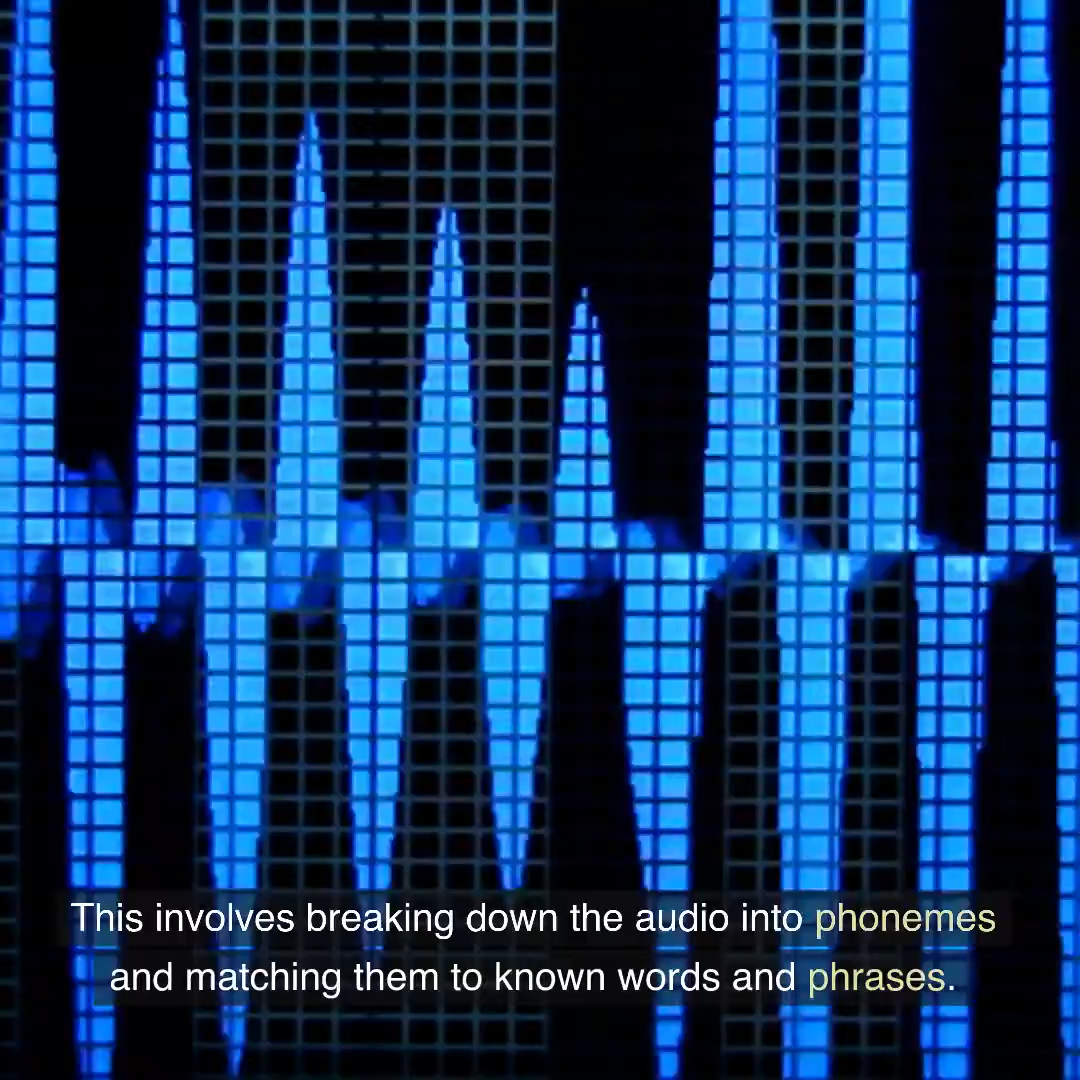 This involves breaking down the audio into phonemes
and matching them to known words and phrases.